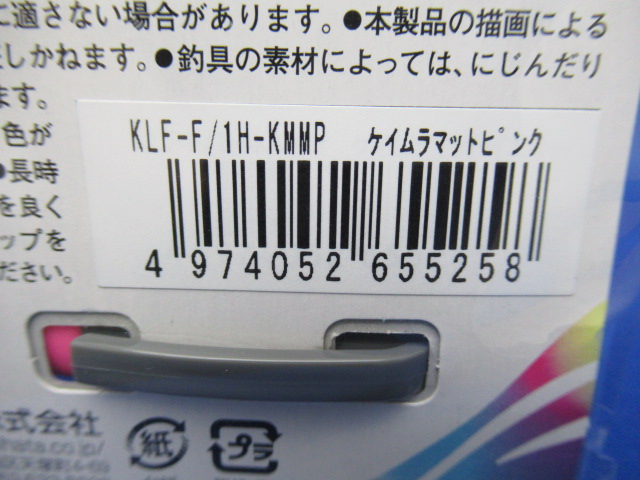 に適さない場合があります。●本製品の描画による
しかねます。●釣具の素材によっては、にじんだり
ます。
色が
●長時
を良く
ップを
ださい。
KLF-F/1H-KMMP ケイムラマットピンク
4 974052 655258
式会社
hata.co.jp/
紙 プラ